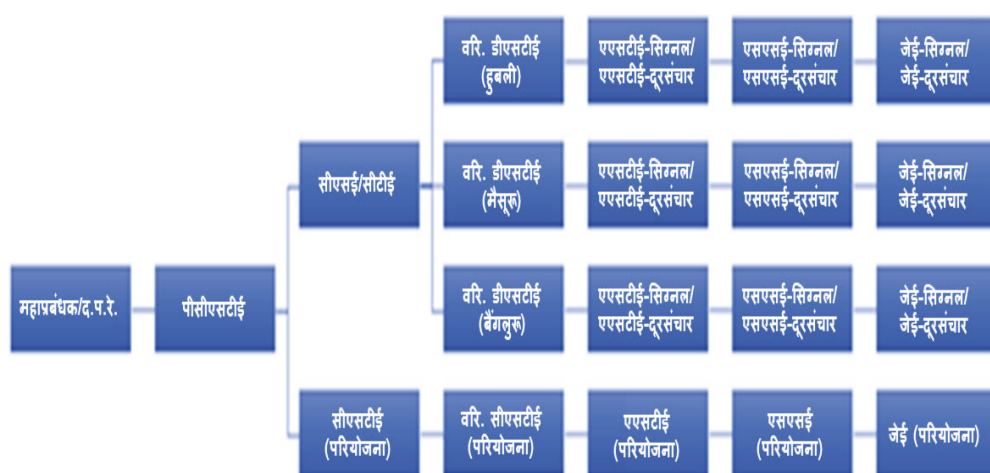 वरि. डीएसटीई
(हुबली)
एएसटीई-सिग्नल/
एएसटीई-दूरसंचार
एसएसई-सिग्नल/
एसएसई-दूरसंचार
जेई-सिग्नल/
जेई-दूरसंचार
सीएसई/सीटीई
वरि. डीएसटीई
(मैसूरू)
एएसटीई-सिग्नल/
एएसटीई-दूरसंचार
एसएसई-सिग्नल/
एसएसई-दूरसंचार
जेई-सिग्नल/
जेई-दूरसंचार
महाप्रबंधक/द.प.रे.
पीसीएसटीई
वरि. डीएसटीई
(बैंगलुरू)
एएसटीई-सिग्नल/
एएसटीई-दूरसंचार
एसएसई-सिग्नल/
एसएसई-दूरसंचार
जेई-सिग्नल/
जेई-दूरसंचार
सीएसटीई
(परियोजना)
वरि. सीएसटीई
(परियोजना)
एएसटीई
(परियोजना)
एसएसई
(परियोजना)
जेई (परियोजना)